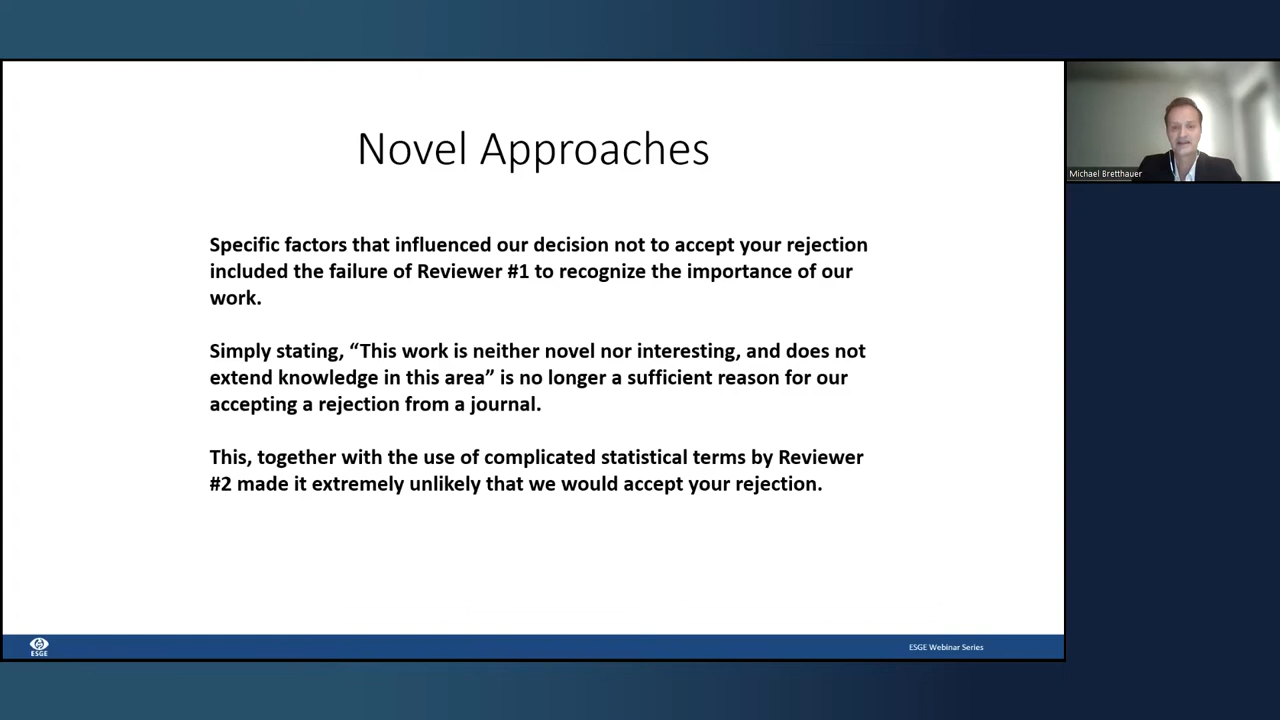 Novel Approaches
Specific factors that influenced our decision not to accept your rejection
included the failure of Reviewer #1 to recognize the importance of our
work.
Simply stating, “This work is neither novel nor interesting, and does not
extend knowledge in this area” is no longer a sufficient reason for our
accepting a rejection from a journal.
This, together with the use of complicated statistical terms by Reviewer
#2 made it extremely unlikely that we would accept your rejection.
Michael Bretthauer
ESGE
ESGE Webinar Series